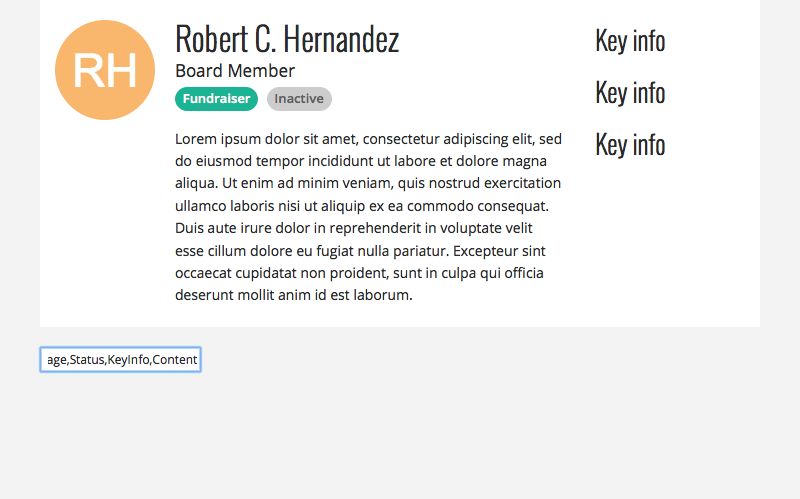 RH
Robert C. Hernandez
Board Member
Fundraiser Inactive
Lorem ipsum dolor sit amet, consectetur adipiscing elit, sed
do eiusmod tempor incididunt ut labore et dolore magna
aliqua. Ut enim ad minim veniam, quis nostrud exercitation
ullamco laboris nisi ut aliquip ex ea commodo consequat.
Duis aute irure dolor in reprehenderit in voluptate velit
esse cillum dolore eu fugiat nulla pariatur. Excepteur sint
occaecat cupidatat non proident, sunt in culpa qui officia
deserunt mollit anim id est laborum.
Key info
Key info
Key info
age,Status,KeyInfo,Content